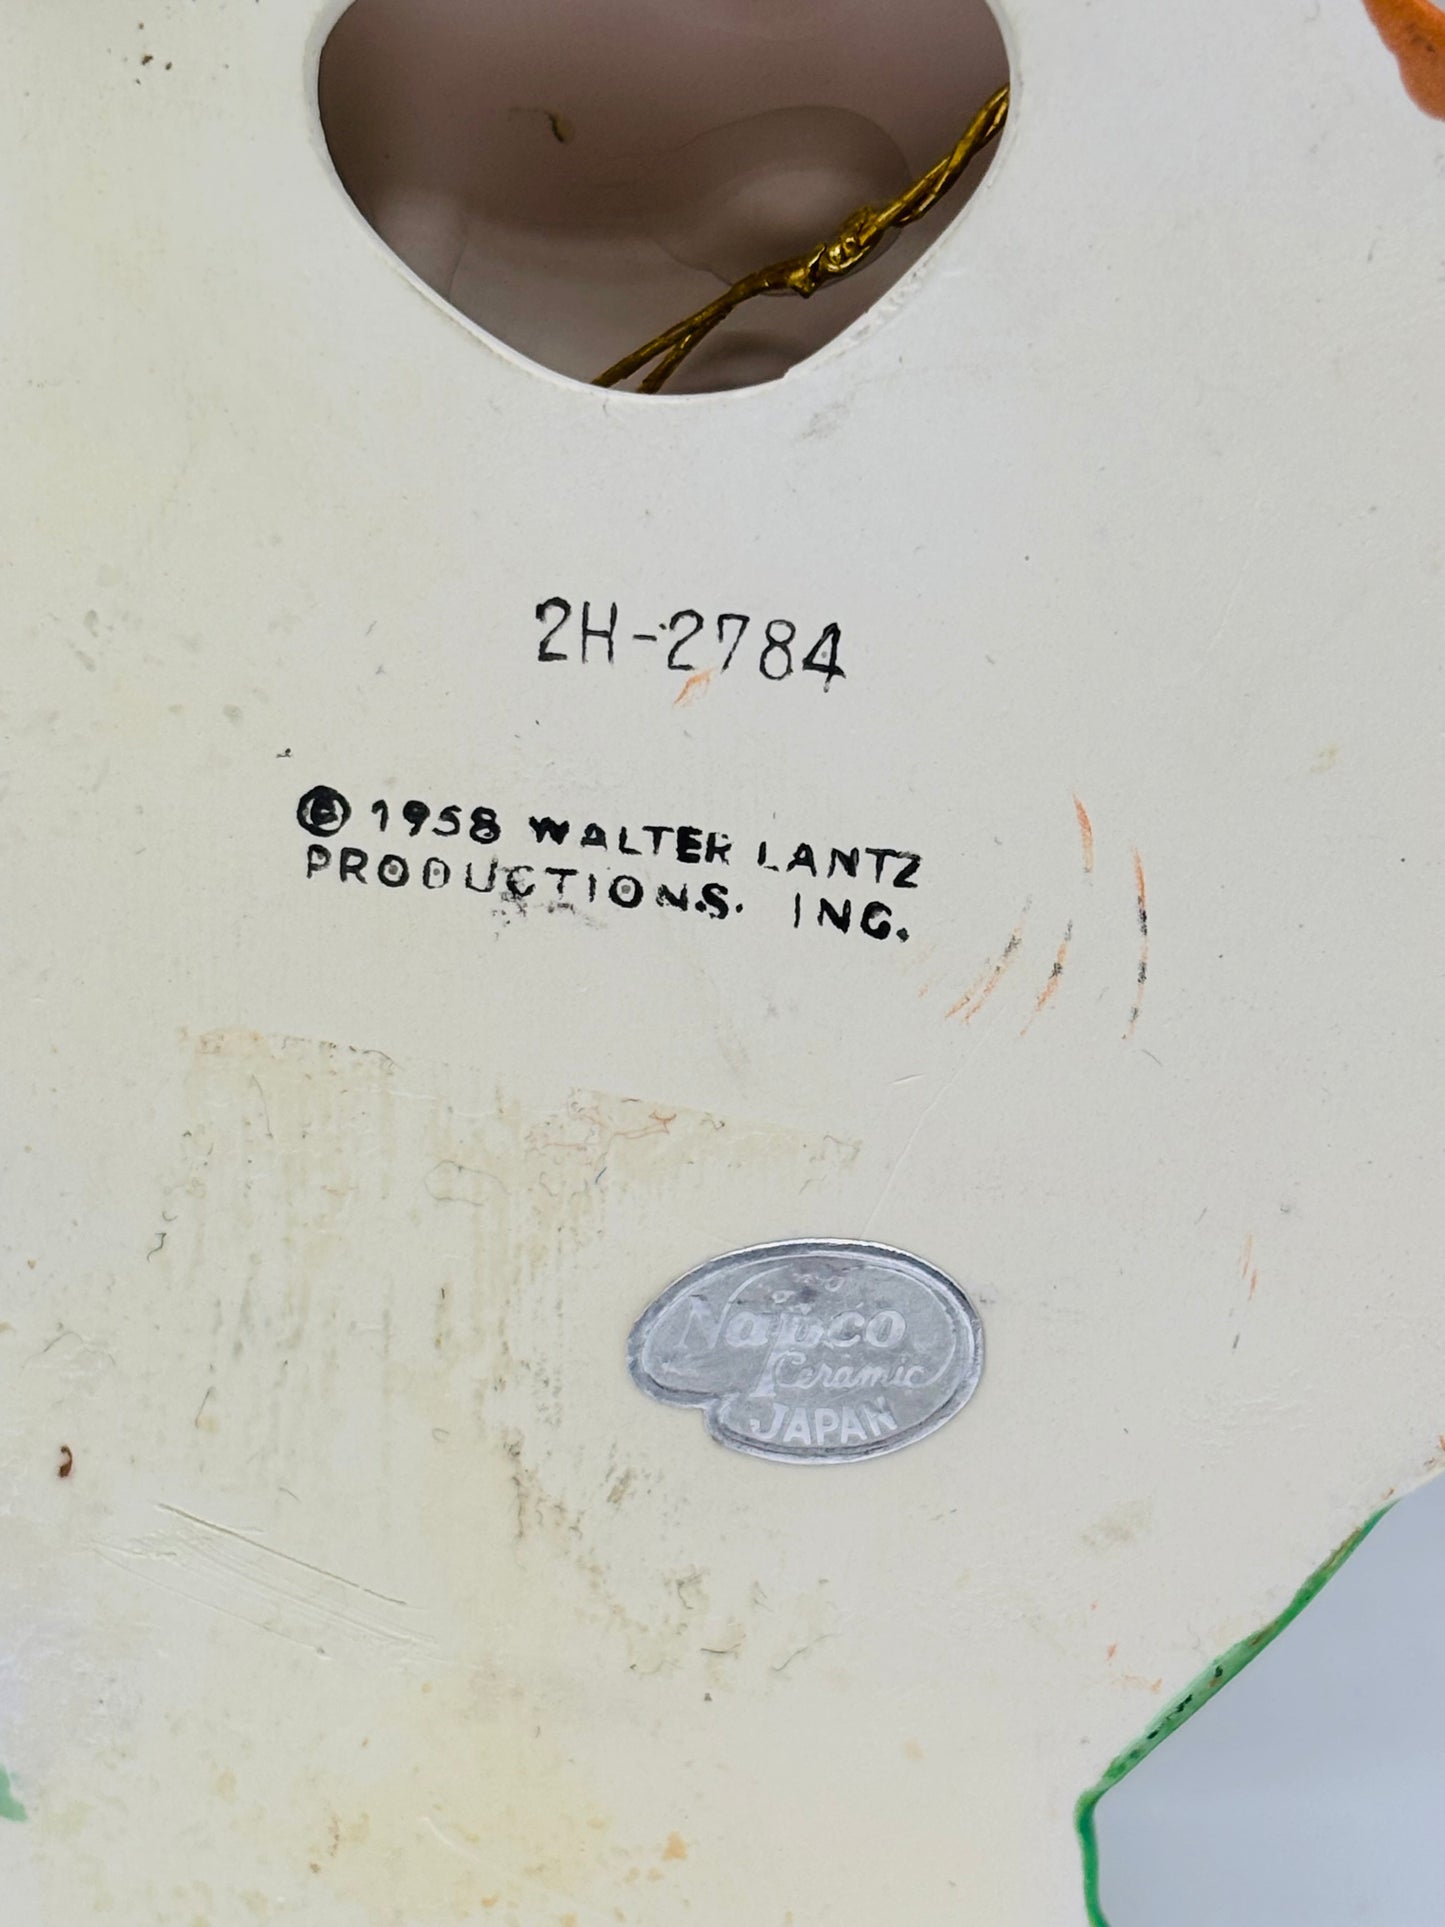 2H-2784
© 1958 WALTER LANTZ
PRODUCTIONS. INC.
Napco
Ceramic
JAPAN